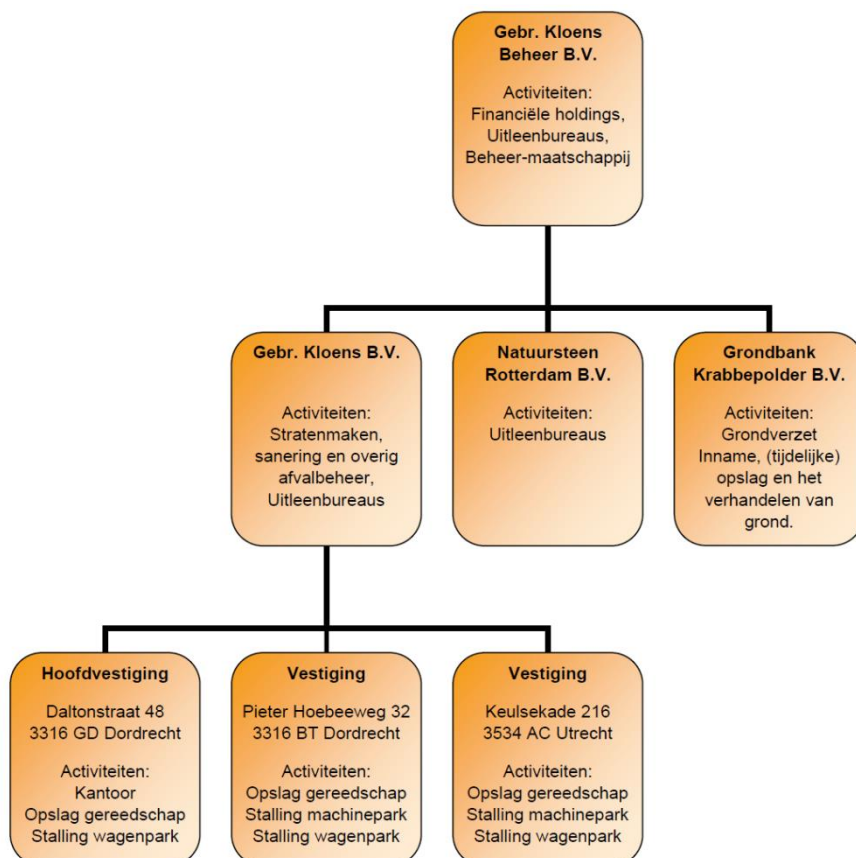 Gebr. Kloens
Beheer B.V.
Activiteiten:
Financiële holdings,
Uitleenbureaus,
Beheer-maatschappij
Gebr. Kloens B.V.
Activiteiten:
Stratenmaken,
sanering en overig
afvalbeheer,
Uitleenbureaus
Natuursteen
Rotterdam B.V.
Activiteiten:
Uitleenbureaus
Grondbank
Krabbepolder B.V.
Activiteiten:
Grondverzet
Inname, (tijdelijke)
opslag en het
verhandelen van
grond.
Hoofdvestiging
Daltonstraat 48
3316 GD Dordrecht
Activiteiten:
Kantoor
Opslag gereedschap
Stalling wagenpark
Vestiging
Pieter Hoebeeweg 32
3316 BT Dordrecht
Activiteiten:
Opslag gereedschap
Stalling machinepark
Stalling wagenpark
Vestiging
Keulsekade 216
3534 AC Utrecht
Activiteiten:
Opslag gereedschap
Stalling machinepark
Stalling wagenpark